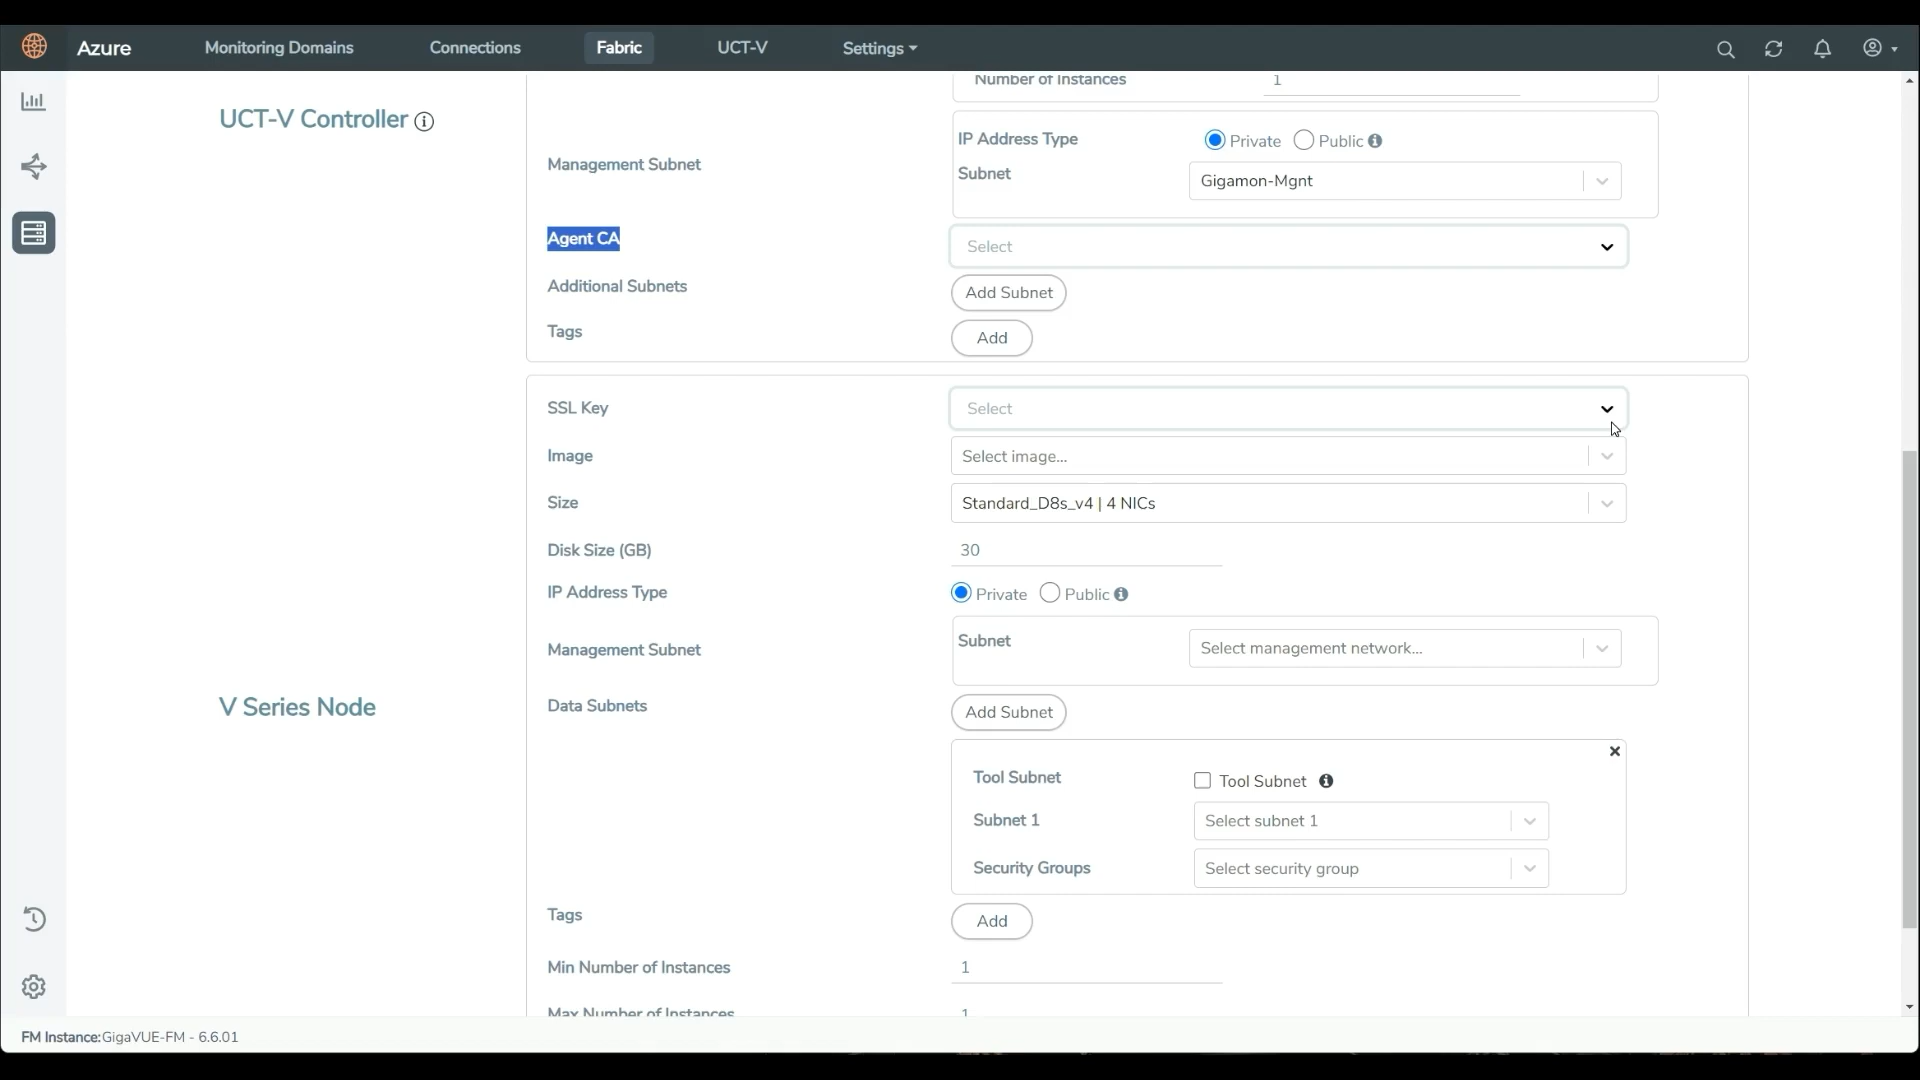 Azure
Monitoring Domains
Connections
Fabric
UCT-V
Settings
Number of Instances
1
UCT-V Controller
Management Subnet
IP Address Type
Private
Public
Subnet
Gigamon-Mgnt
Agent CA
Select
Additional Subnets
Add Subnet
Tags
Add
SSL Key
Select
Image
Select image...
Size
Standard_D8s_v4 | 4 NICs
Disk Size (GB)
30
IP Address Type
Private
Public
Management Subnet
Subnet
Select management network...
V Series Node
Data Subnets
Add Subnet
Tool Subnet
Tool Subnet
Subnet 1
Select subnet 1
Security Groups
Select security group
Tags
Add
Min Number of Instances
1
Max Number of Instances
1
FM Instance:GigaVUE-FM - 6.6.01